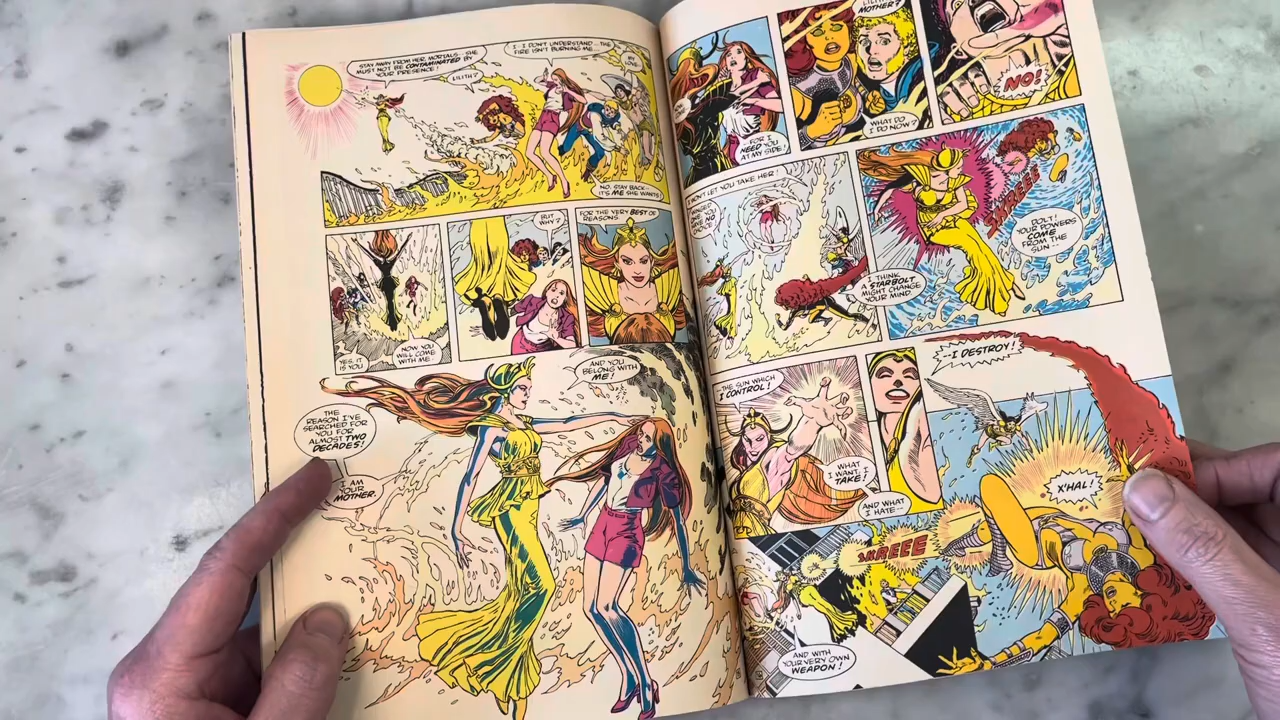 STAY AWAY FROM HER, MORTALS--SHE
MUST NOT BE CONTAMINATED BY
YOUR PRESENCE!
LILITH?
I--I DON'T UNDERSTAND--THE
FIRE ISN'T BURNING ME--
NO, STAY BACK--
IT'S ME SHE WANTS
YES, IT
IS YOU
NOW YOU
WILL COME
WITH ME
BUT
WHY?
FOR THE VERY BEST OF
REASONS
THE
REASON I'VE
SEARCHED FOR
YOU FOR
ALMOST TWO
DECADES!
I AM
YOUR
MOTHER.
AND YOU
BELONG WITH
ME!
FOR I
NEED YOU
AT MY SIDE!
LILITH'S
MOTHER?
WHAT DO
I DO NOW?
NO!
WON'T LET YOU TAKE HER!
I THINK
A STARBOLT
MIGHT CHANGE
YOUR MIND
SKREEE
DOLT!
YOUR POWERS
COME
FROM THE
SUN--
--THE SUN WHICH
I CONTROL!
WHAT I
WANT, I
TAKE!
AND WHAT
I HATE--
--I DESTROY!
X'HAL!
SKREEE
AND WITH
YOUR VERY OWN
WEAPON!